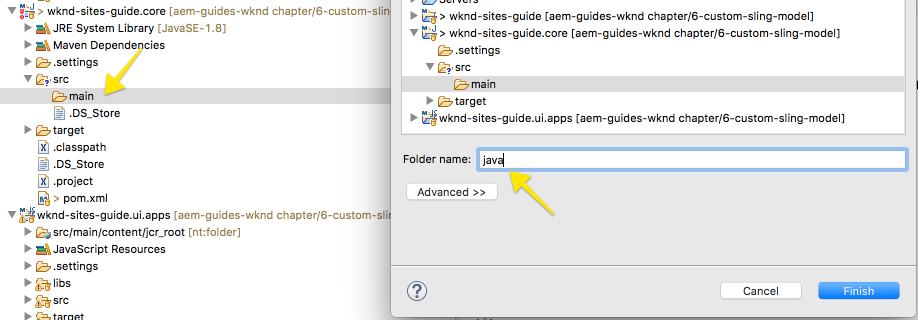 > wknd-sites-guide.core [aem-guides-wknd chapter/6-custom-sling
JRE System Library [JavaSE-1.8]
Maven Dependencies
.settings
src
main
.DS_Store
target
.classpath
.DS_Store
.project
> pom.xml
wknd-sites-guide.ui.apps [aem-guides-wknd chapter/6-custom-sling
src/main/content/jcr_root [nt:folder]
JavaScript Resources
.settings
libs
src
target
Servers
> wknd-sites-guide [aem-guides-wknd chapter/6-custom-sling-model]
> wknd-sites-guide.core [aem-guides-wknd chapter/6-custom-sling-model]
.settings
src
main
target
wknd-sites-guide.ui.apps [aem-guides-wknd chapter/6-custom-sling-model]
Folder name: java
Advanced >>
?
Cancel
Finish